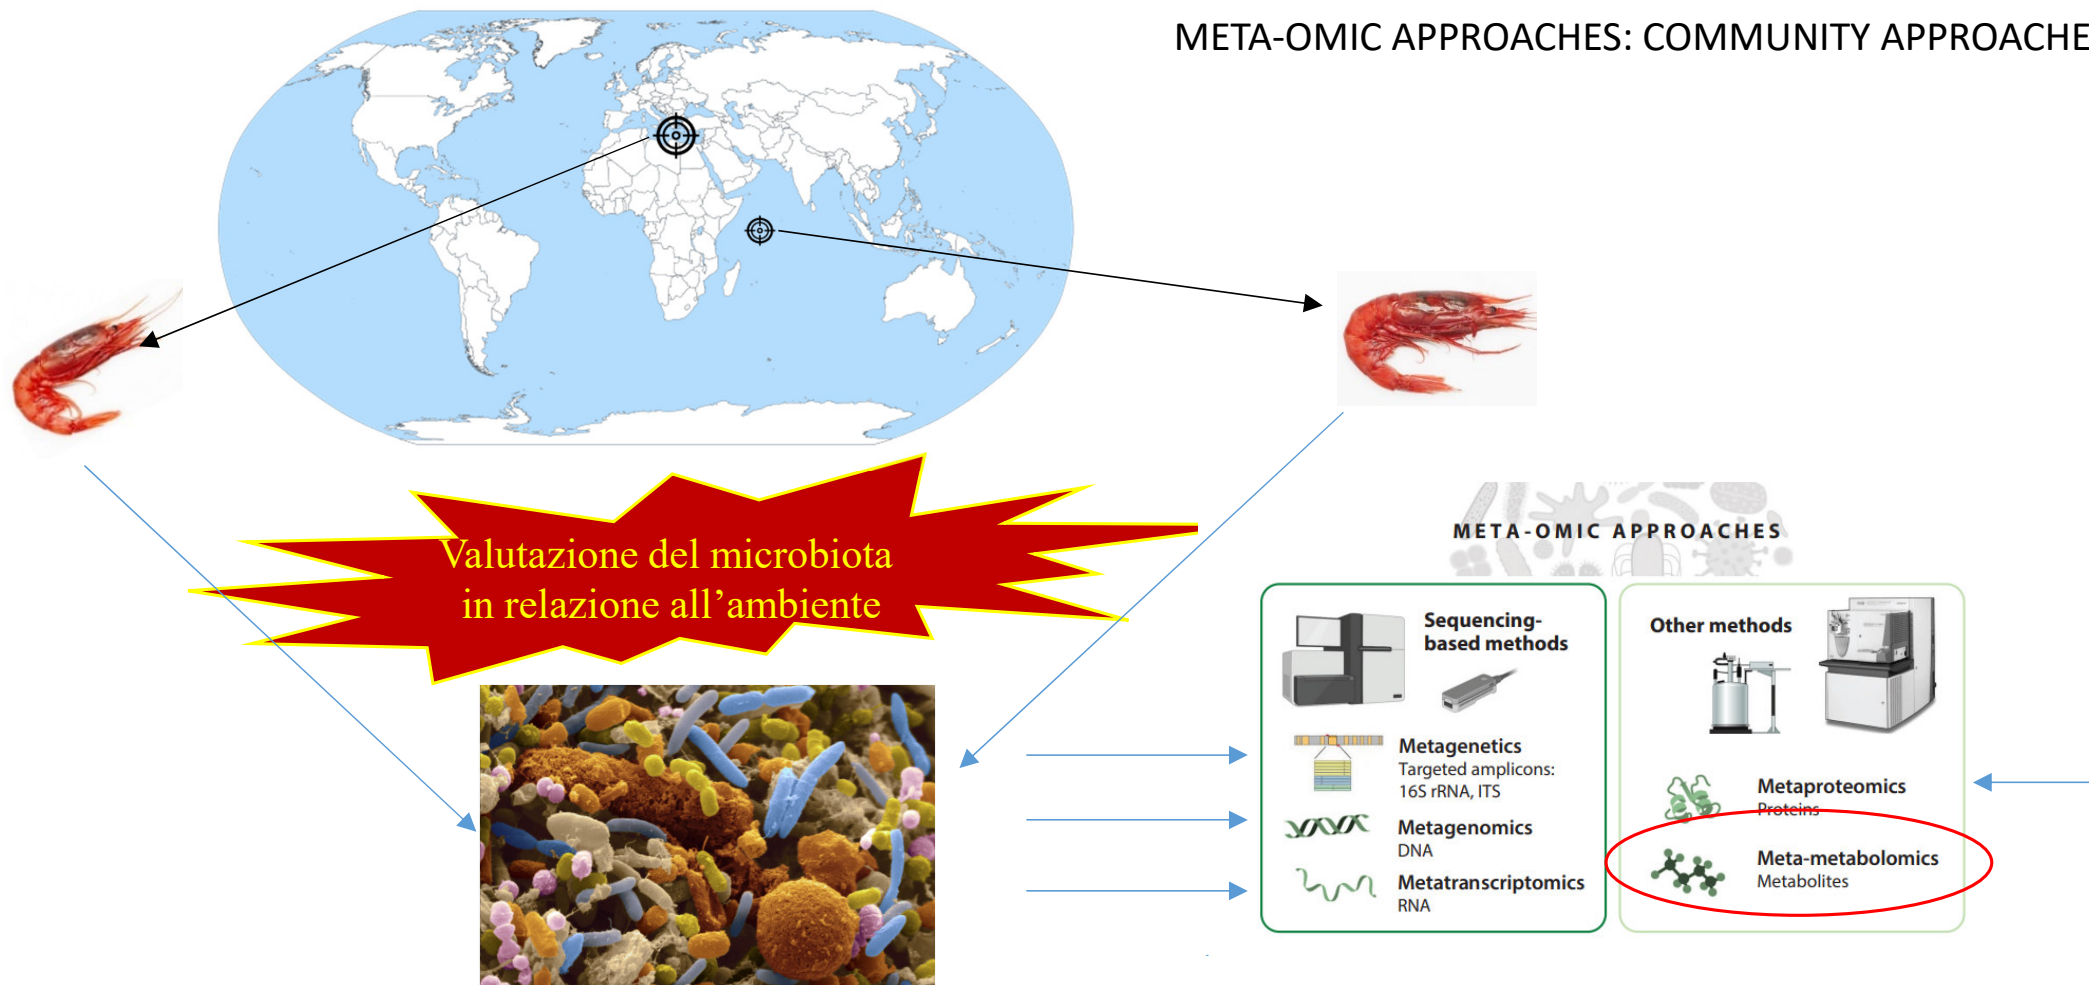 META-OMIC APPROACHES: COMMUNITY APPROACHE
Valutazione del microbiota
in relazione all’ambiente
META-OMIC APPROACHES
Sequencing-
based methods
Metagenetics
Targeted amplicons:
16S rRNA, ITS
Metagenomics
DNA
Metatranscriptomics
RNA
Other methods
Metaproteomics
Proteins
Meta-metabolomics
Metabolites